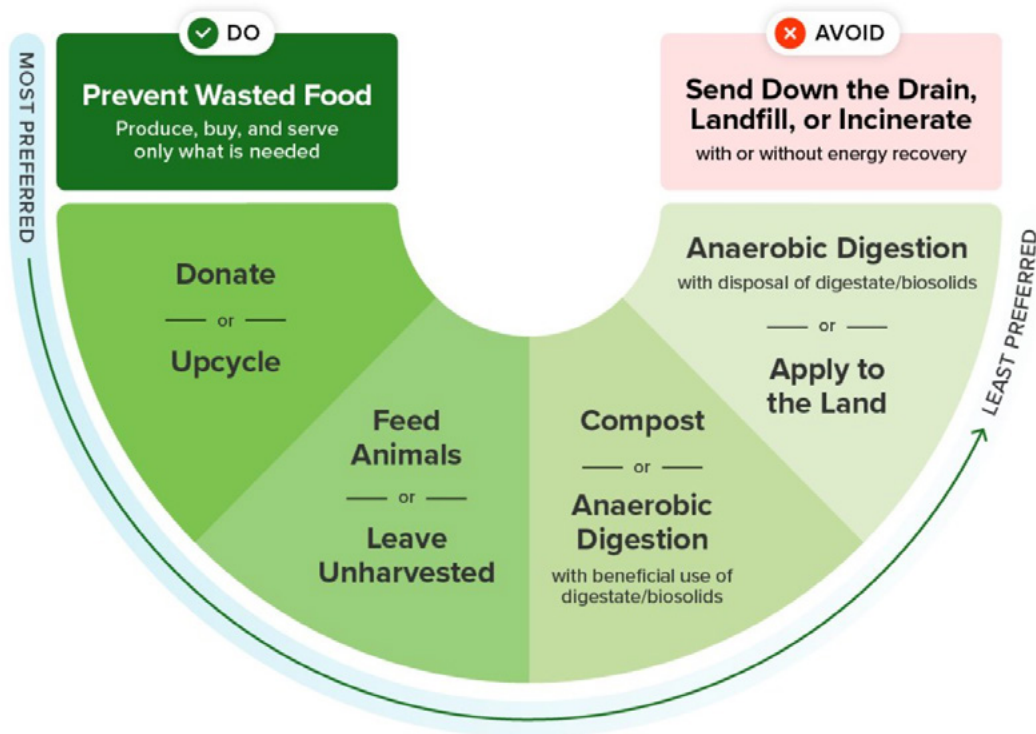 DO
MOST PREFERRED
Prevent Wasted Food
Produce, buy, and serve
only what is needed
Donate
or
Upcycle
Feed
Animals
or
Leave
Unharvested
Compost
or
Anaerobic
Digestion
with beneficial use of
digestate/biosolids
Anaerobic Digestion
with disposal of digestate/biosolids
or
Apply to
the Land
LEAST PREFERRED
AVOID
Send Down the Drain,
Landfill, or Incinerate
with or without energy recovery